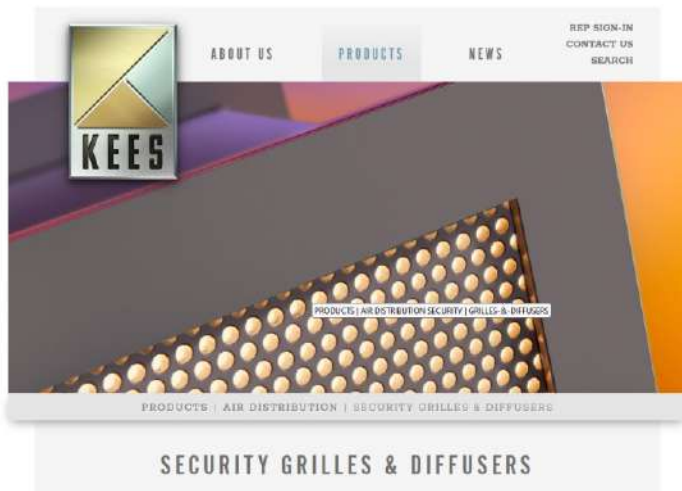 REP SIGN-IN
ABOUT US PRODUCTS NEWS CONTACT US
SEARCH
KEES
PRODUCTS | AIR DISTRIBUTION SECURITY | GRILLES- & -DIFFUSERS
PRODUCTS | AIR DISTRIBUTION | SECURITY GRILLES & DIFFUSERS
SECURITY GRILLES & DIFFUSERS